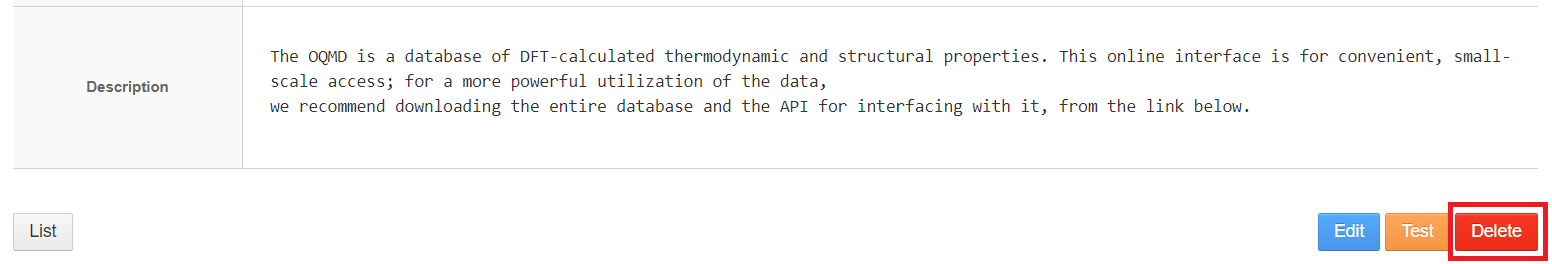 The OQMD is a database of DFT-calculated thermodynamic and structural properties. This online interface is for convenient, small-
scale access; for a more powerful utilization of the data,
Description
we recommend downloading the entire database and the API for interfacing with it, from the link below.
List
Edit
Test
Delete